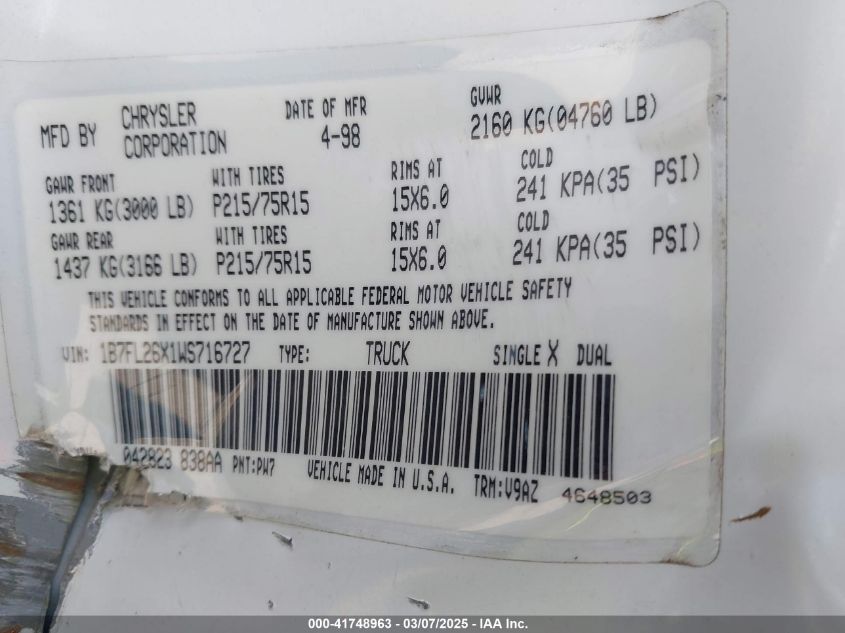 MFD BY CHRYSLER CORPORATION DATE OF MFR 4-98 GVWR 2160 KG(04760 LB)
GAWR FRONT WITH TIRES RIMS AT COLD
1361 KG(3000 LB) P215/75R15 15X6.0 241 KPA(35 PSI)
GAWR REAR WITH TIRES RIMS AT COLD
1437 KG(3166 LB) P215/75R15 15X6.0 241 KPA(35 PSI)
THIS VEHICLE CONFORMS TO ALL APPLICABLE FEDERAL MOTOR VEHICLE SAFETY
STANDARDS IN EFFECT ON THE DATE OF MANUFACTURE SHOWN ABOVE.
VIN: 1B7FL26X1WS716727 TYPE: TRUCK SINGLE X DUAL
042823 838AA PNT:PW7 VEHICLE MADE IN U.S.A. TRM:V9AZ 4648503
000-41748963 - 03/07/2025 - IAA Inc.